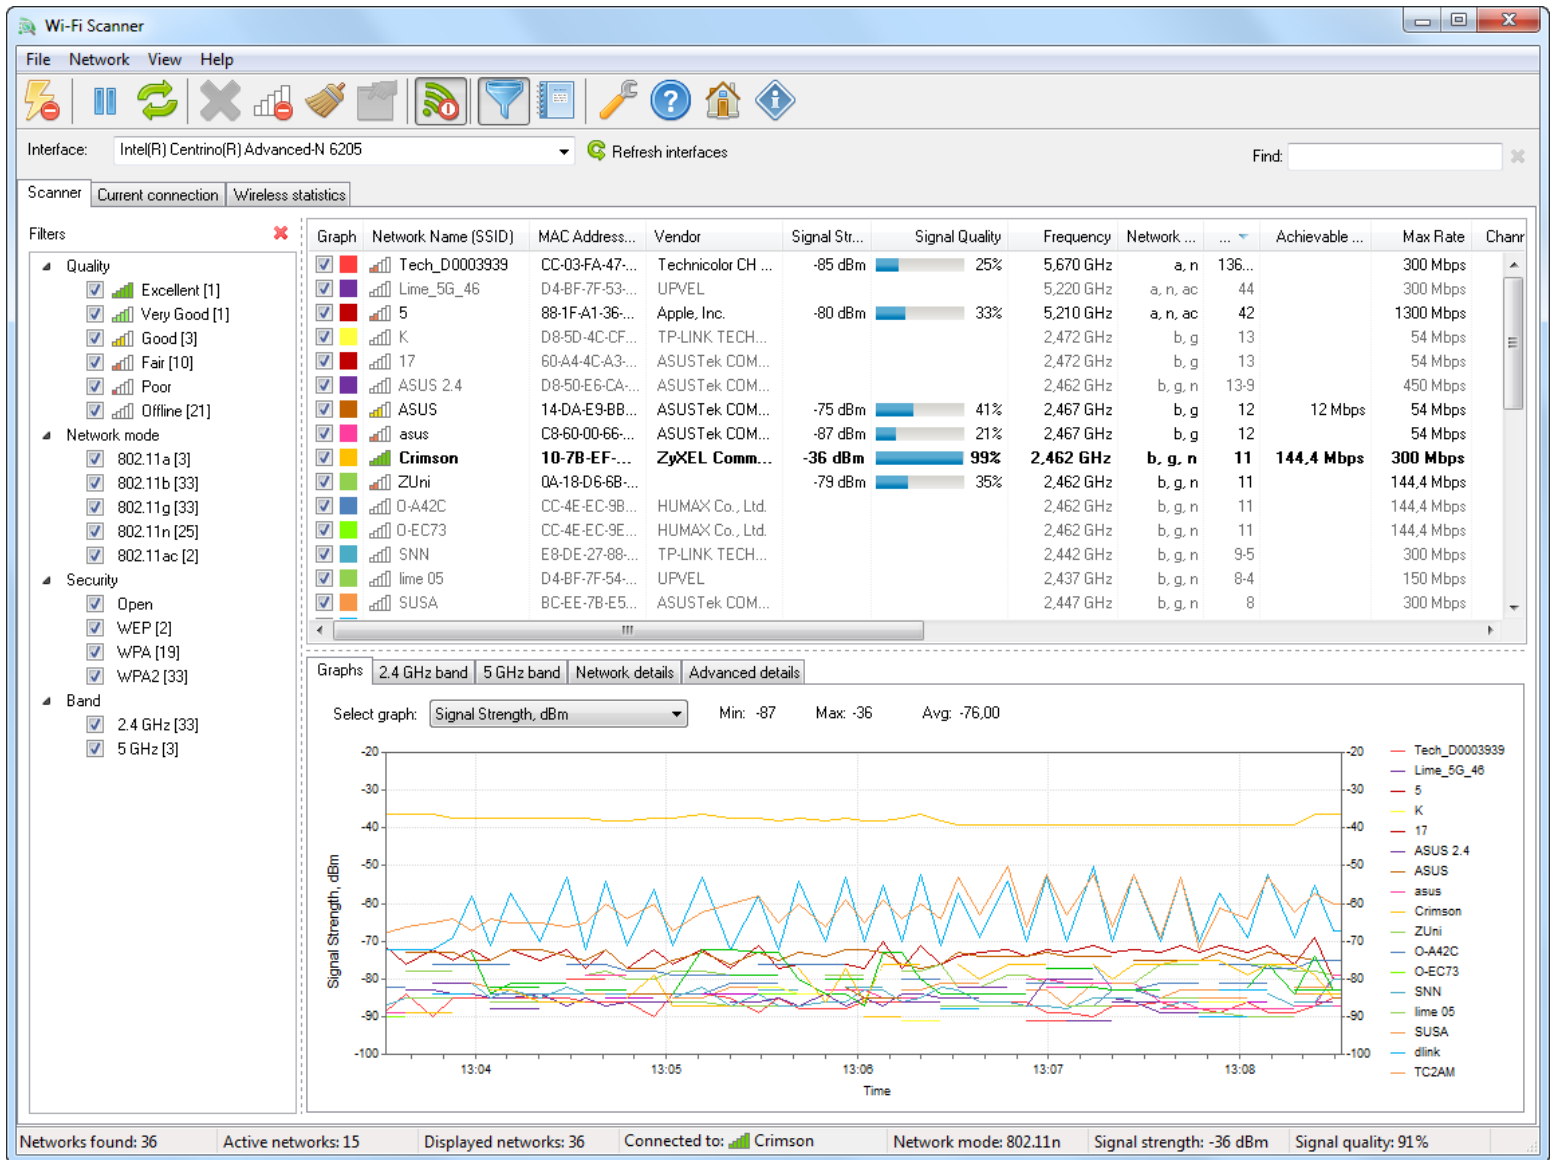 Wi-Fi Scanner
File Network View Help
Interface: Intel(R) Centrino(R) Advanced-N 6205 Refresh interfaces Find:
Scanner Current connection Wireless statistics
Filters
Quality
Excellent [1]
Very Good [1]
Good [3]
Fair [10]
Poor
Offline [21]
Network mode
802.11a [3]
802.11b [33]
802.11g [33]
802.11n [25]
802.11ac [2]
Security
Open
WEP [2]
WPA [19]
WPA2 [33]
Band
2.4 GHz [33]
5 GHz [3]
Graph Network Name (SSID) MAC Address... Vendor Signal Str... Signal Quality Frequency Network ... ... Achievable ... Max Rate Chanr
Tech_D0003939 CC-03-FA-47-... Technicolor CH ... -85 dBm 25% 5,670 GHz a, n 136... 300 Mbps
Lime_5G_46 D4-BF-7F-53-... UPVEL 5,220 GHz a, n, ac 44 300 Mbps
5 88-1F-A1-36-... Apple, Inc. -80 dBm 33% 5,210 GHz a, n, ac 42 1300 Mbps
K D8-5D-4C-CF... TP-LINK TECH... 2,472 GHz b, g 13 54 Mbps
17 60-A4-4C-A3-... ASUSTek COM... 2,472 GHz b, g 13 54 Mbps
ASUS 2.4 D8-50-E6-CA-... ASUSTek COM... 2,462 GHz b, g, n 13-9 450 Mbps
ASUS 14-DA-E9-BB... ASUSTek COM... -75 dBm 41% 2,467 GHz b, g 12 12 Mbps 54 Mbps
asus C8-60-00-66-... ASUSTek COM... -87 dBm 21% 2,467 GHz b, g 12 54 Mbps
Crimson 10-7B-EF-... ZyXEL Comm... -36 dBm 99% 2,462 GHz b, g, n 11 144,4 Mbps 300 Mbps
ZUni 0A-18-D6-6B-... -79 dBm 35% 2,462 GHz b, g, n 11 144,4 Mbps
O-A42C CC-4E-EC-9B... HUMAX Co., Ltd. 2,462 GHz b, g, n 11 144,4 Mbps
O-EC73 CC-4E-EC-9E... HUMAX Co., Ltd. 2,462 GHz b, g, n 11 144,4 Mbps
SNN E8-DE-27-88-... TP-LINK TECH... 2,442 GHz b, g, n 9-5 300 Mbps
lime 05 D4-BF-7F-54-... UPVEL 2,437 GHz b, g, n 8-4 150 Mbps
SUSA BC-EE-7B-E5... ASUSTek COM... 2,447 GHz b, g, n 8 300 Mbps
Graphs 2.4 GHz band 5 GHz band Network details Advanced details
Select graph: Signal Strength, dBm Min: -87 Max: -36 Avg: -76,00
Signal Strength, dBm
-20 -20
-30 -30
-40 -40
-50 -50
-60 -60
-70 -70
-80 -80
-90 -90
-100 -100
13:04 13:05 13:06 13:07 13:08
Time
Tech_D0003939
Lime_5G_46
5
K
17
ASUS 2.4
ASUS
asus
Crimson
ZUni
O-A42C
O-EC73
SNN
lime 05
SUSA
dlink
TC2AM
Networks found: 36 Active networks: 15 Displayed networks: 36 Connected to: Crimson Network mode: 802.11n Signal strength: -36 dBm Signal quality: 91%